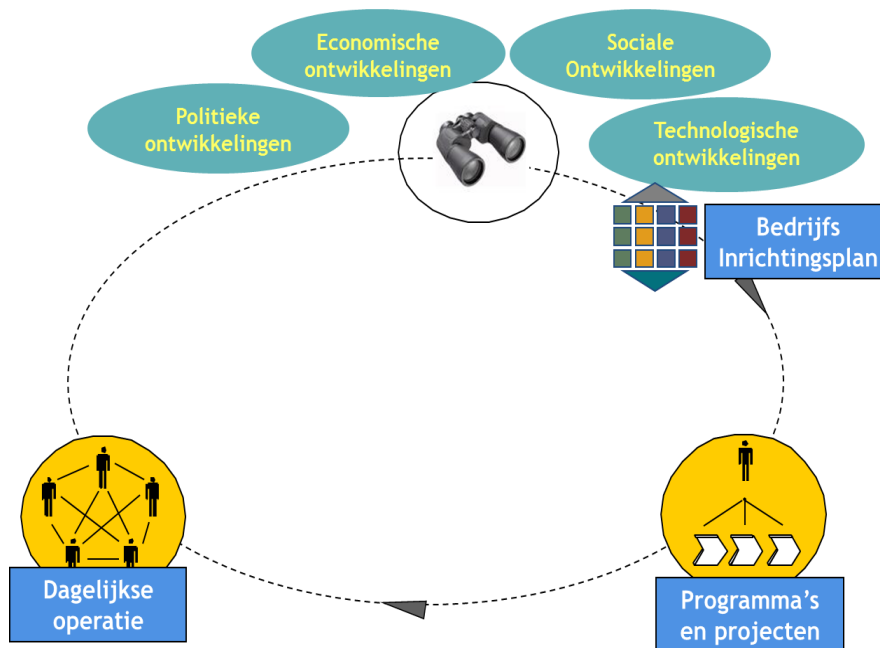 Economische
ontwikkelingen
Sociale
Ontwikkelingen
Politieke
ontwikkelingen
Technologische
ontwikkelingen
Bedrijfs
Inrichtingsplan
Dagelijkse
operatie
Programma's
en projecten